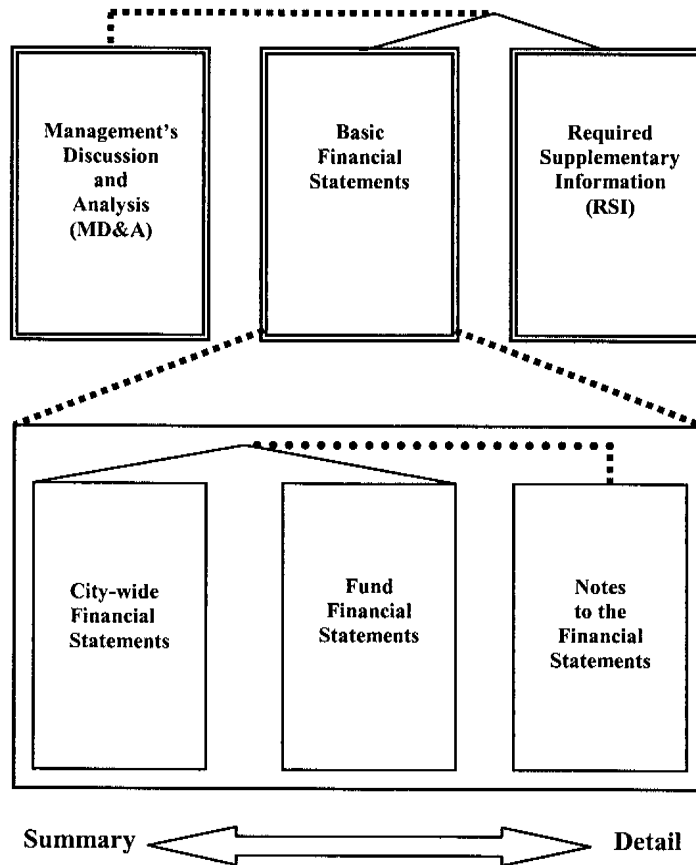 Management's
Discussion
and
Analysis
(MD&A)
Basic
Financial
Statements
Required
Supplementary
Information
(RSI)
City-wide
Financial
Statements
Fund
Financial
Statements
Notes
to the
Financial
Statements
Summary
Detail